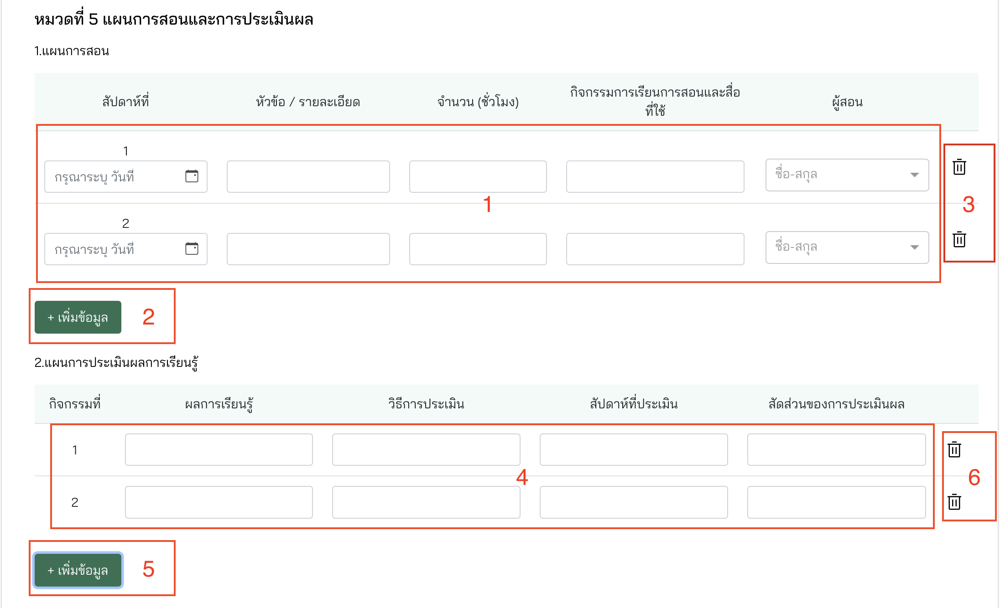 หมวดที่ 5 แผนการสอนและการประเมินผล
1.แผนการสอน
สัปดาห์ที่ หัวข้อ / รายละเอียด จำนวน (ชั่วโมง) กิจกรรมการเรียนการสอนและสื่อ ผู้สอน
ที่ใช้
1
กรุณาระบุ วันที่ ชื่อ-สกุล
1 3
2
กรุณาระบุ วันที่ ชื่อ-สกุล
+ เพิ่มข้อมูล 2
2.แผนการประเมินผลการเรียนรู้
กิจกรรมที่ ผลการเรียนรู้ วิธีการประเมิน สัปดาห์ที่ประเมิน สัดส่วนของการประเมินผล
1
4 6
2
+ เพิ่มข้อมูล 5